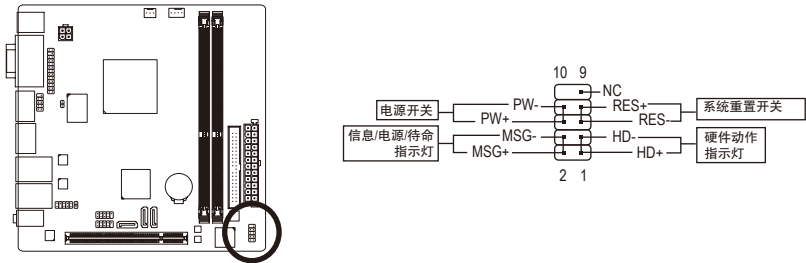 10 9
NC
PW-
RES+
电源开关
系统重置开关
PW+
RES-
信息/电源/待命
指示灯
MSG-
HD-
硬件动作
指示灯
MSG+
HD+
2 1